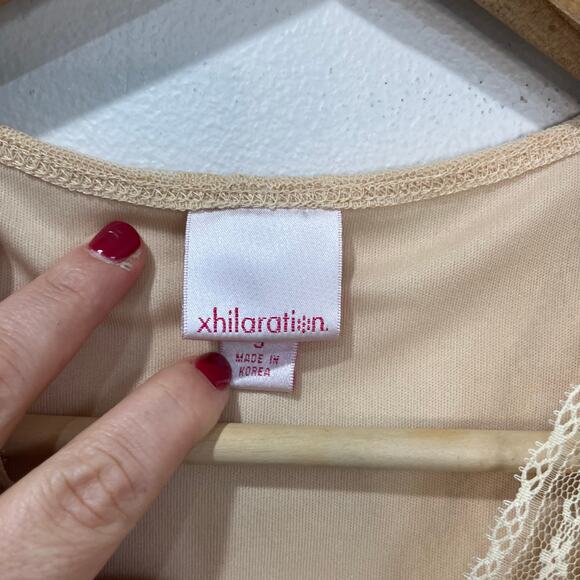 xhilaration.
S
MADE IN
KOREA